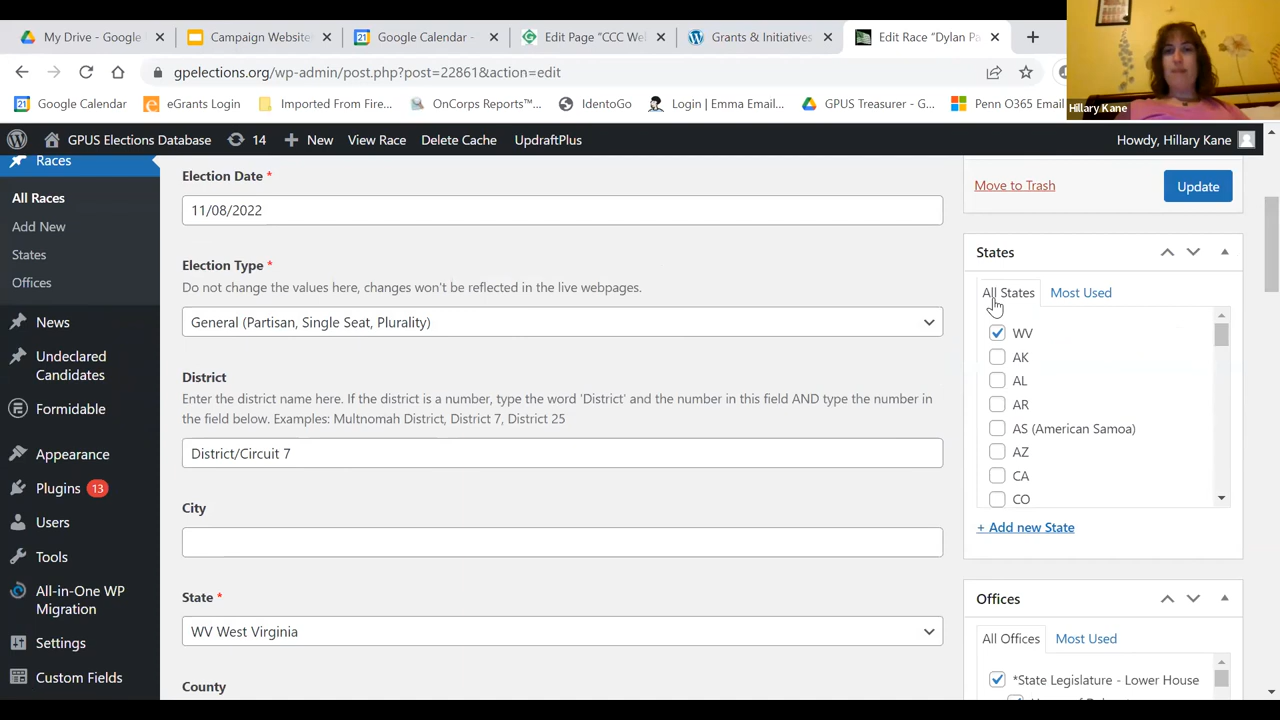 My Drive - Google
Campaign Website
Google Calendar -
Edit Page "CCC We
Grants & Initiatives
Edit Race "Dylan Pa
gpelections.org/wp-admin/post.php?post=22861&action=edit
Google Calendar
eGrants Login
Imported From Fire...
OnCorps Reports™...
IdentoGo
Login | Emma Email...
GPUS Treasurer - G...
Penn O365 Email
Hillary Kane
GPUS Elections Database
14
New
View Race
Delete Cache
UpdraftPlus
Howdy, Hillary Kane
Races
All Races
Add New
States
Offices
News
Undeclared
Candidates
Formidable
Appearance
Plugins 13
Users
Tools
All-in-One WP
Migration
Settings
Custom Fields
Election Date *
11/08/2022
Election Type *
Do not change the values here, changes won't be reflected in the live webpages.
General (Partisan, Single Seat, Plurality)
District
Enter the district name here. If the district is a number, type the word 'District' and the number in this field AND type the number in
the field below. Examples: Multnomah District, District 7, District 25
District/Circuit 7
City
State *
WV West Virginia
County
Move to Trash
Update
States
All States
Most Used
WV
AK
AL
AR
AS (American Samoa)
AZ
CA
CO
+ Add new State
Offices
All Offices
Most Used
*State Legislature - Lower House